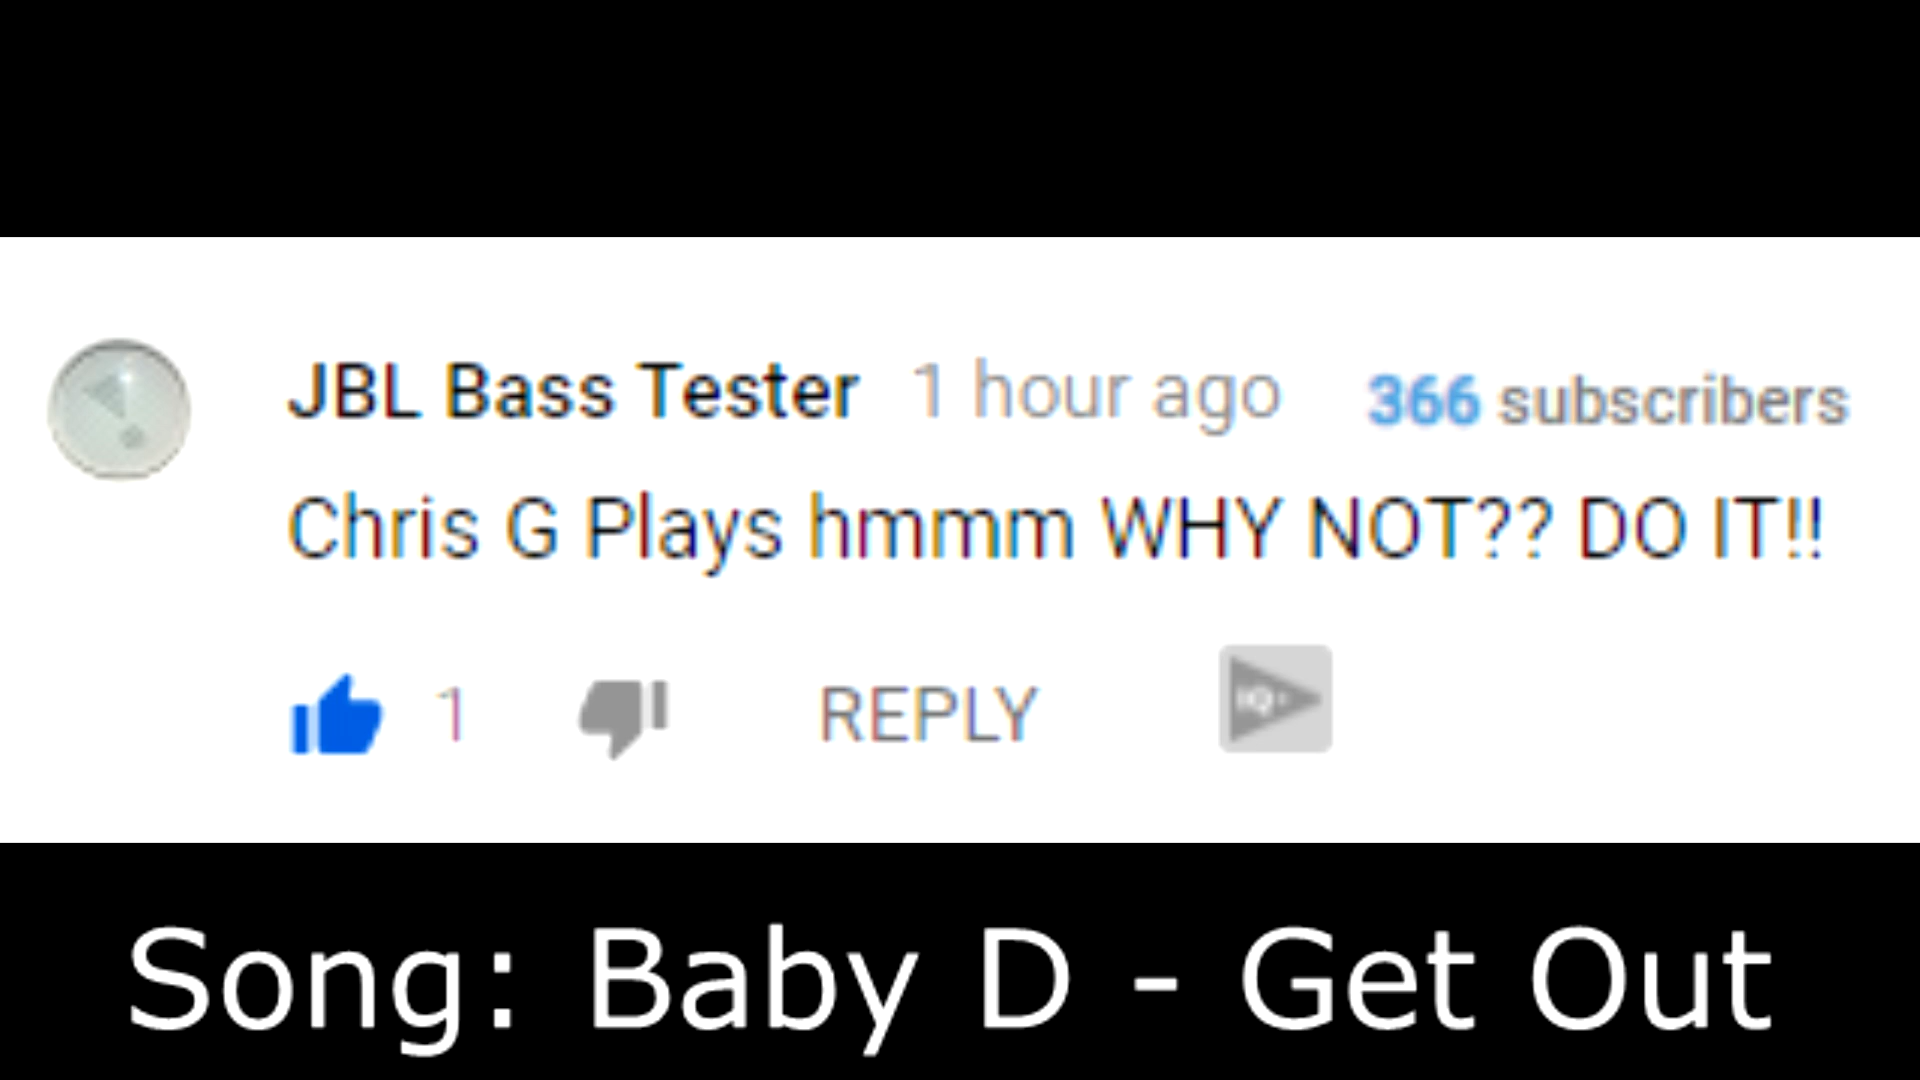 JBL Bass Tester 1 hour ago 366 subscribers
Chris G Plays hmmm WHY NOT?? DO IT!!
1 REPLY IQ
Song: Baby D - Get Out